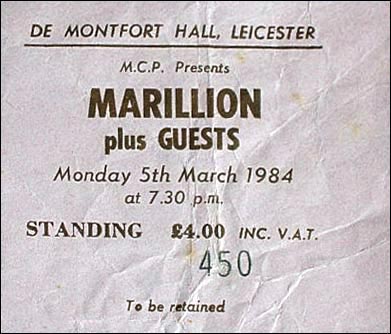 DE MONTFORT HALL, LEICESTER
M.C.P. Presents
MARILLION
plus GUESTS
Monday 5th March 1984
at 7.30 p.m.
STANDING £4.00 INC. V.A.T.
450
To be retained